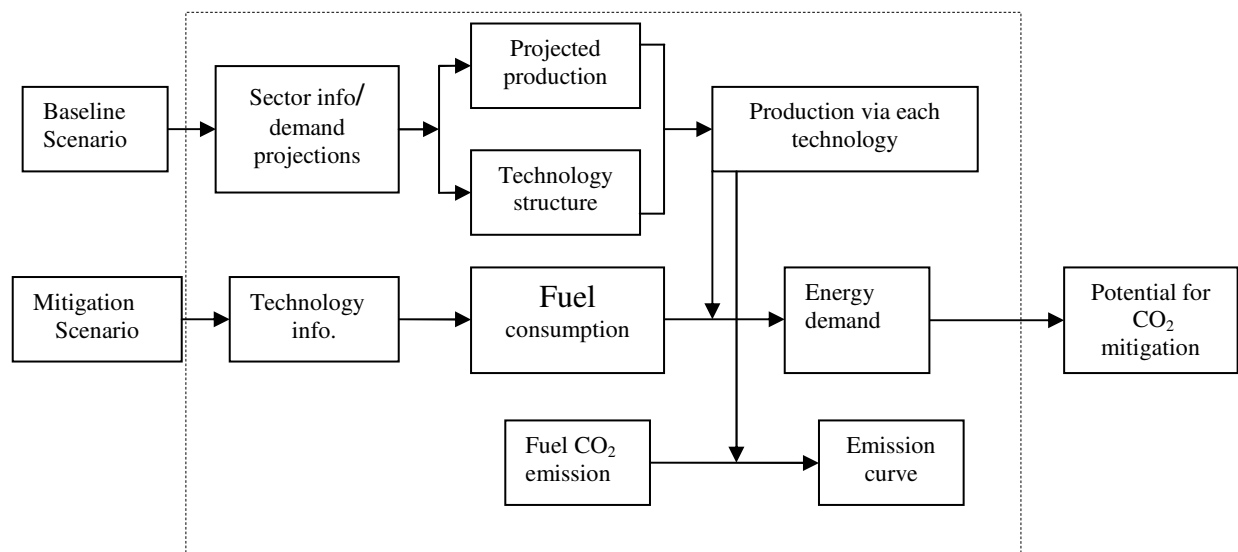 Baseline
Scenario
Sector info/
demand
projections
Projected
production
Technology
structure
Production via each
technology
Mitigation
Scenario
Technology
info.
Fuel
consumption
Energy
demand
Potential for
CO₂
mitigation
Fuel CO₂
emission
Emission
curve